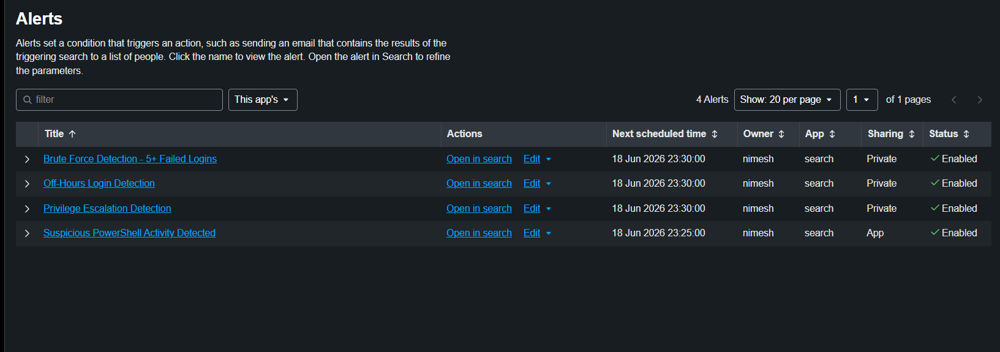 Alerts
Alerts set a condition that triggers an action, such as sending an email that contains the results of the
triggering search to a list of people. Click the name to view the alert. Open the alert in Search to refine
the parameters.
filter This app's 4 Alerts Show: 20 per page 1 of 1 pages
Title Actions Next scheduled time Owner App Sharing Status
Brute Force Detection - 5+ Failed Logins Open in search Edit 18 Jun 2026 23:30:00 nimesh search Private Enabled
Off-Hours Login Detection Open in search Edit 18 Jun 2026 23:30:00 nimesh search Private Enabled
Privilege Escalation Detection Open in search Edit 18 Jun 2026 23:30:00 nimesh search Private Enabled
Suspicious PowerShell Activity Detected Open in search Edit 18 Jun 2026 23:25:00 nimesh search App Enabled